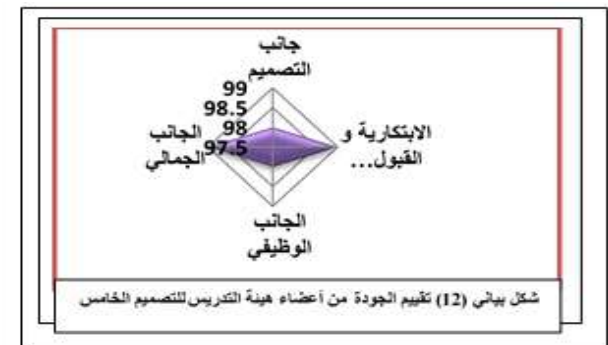 جانب
التصميم
99
98.5
98
97.5
الابتكارية و
القبول...
الجانب
الجمالي
الجانب
الوظيفي
شكل بياني (12) تقييم الجودة من أعضاء هيئة التدريس للتصميم الخامس